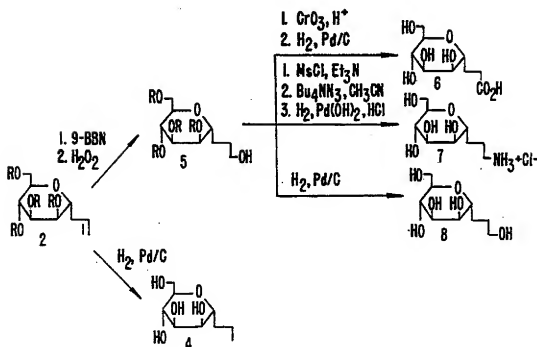 1. CrO3, H+
2. H2, Pd/C
1. MsCl, Et3N
2. Bu4NN3, CH3CN
3. H2, Pd(OH)2, HCl
H2, Pd/C
1. 9-BBN
2. H2O2
H2, Pd/C
RO
O
OR RO
RO
2
RO
O
OR RO
RO
OH
5
HO
O
OH HO
HO
4
HO
O
OH HO
HO
CO2H
6
HO
O
OH HO
HO
NH3+Cl-
7
HO
O
OH HO
HO
OH
8